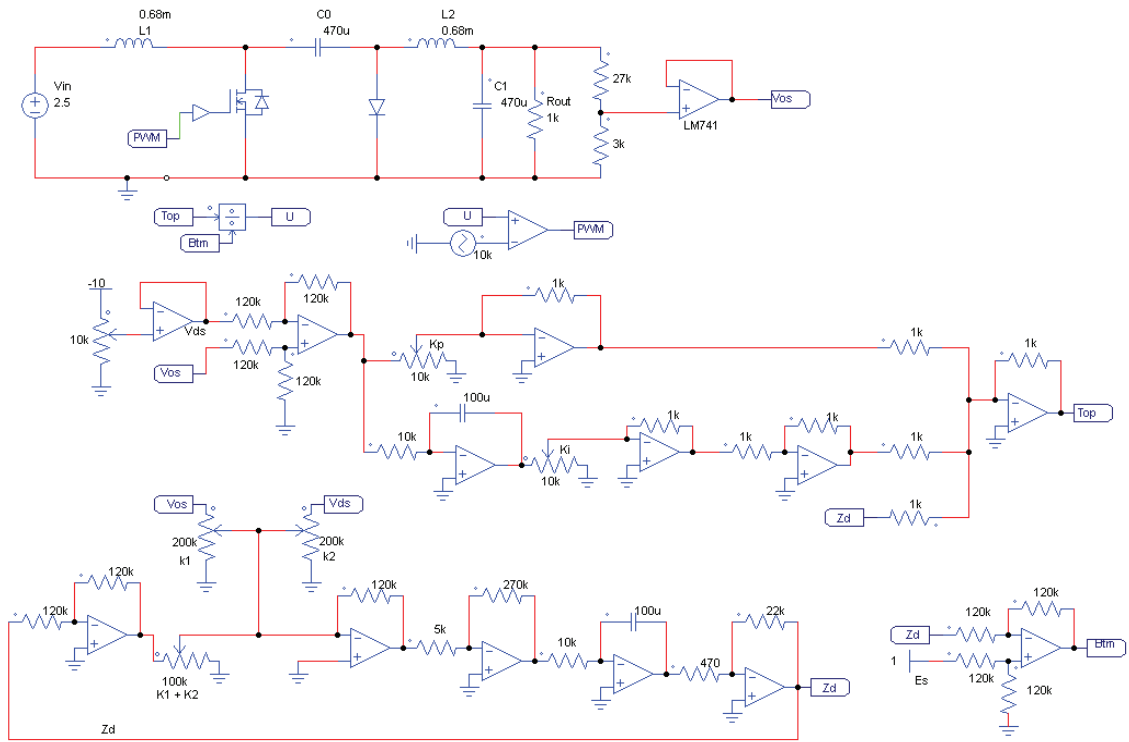 0.68m
L1
C0
470u
L2
0.68m
Vin
2.5
PWM
C1
470u
Rout
1k
27k
3k
LM741
Vos
Top
Btm
U
U
10k
PWM
-10
10k
Vds
Vos
120k
120k
120k
120k
Kp
10k
1k
1k
1k
Top
10k
100u
Ki
10k
1k
1k
1k
1k
Zd
1k
Vos
Vds
200k
k1
200k
k2
120k
120k
100k
K1 + K2
120k
5k
270k
10k
100u
470
22k
Zd
Zd
Zd
1
Es
120k
120k
120k
120k
Btm